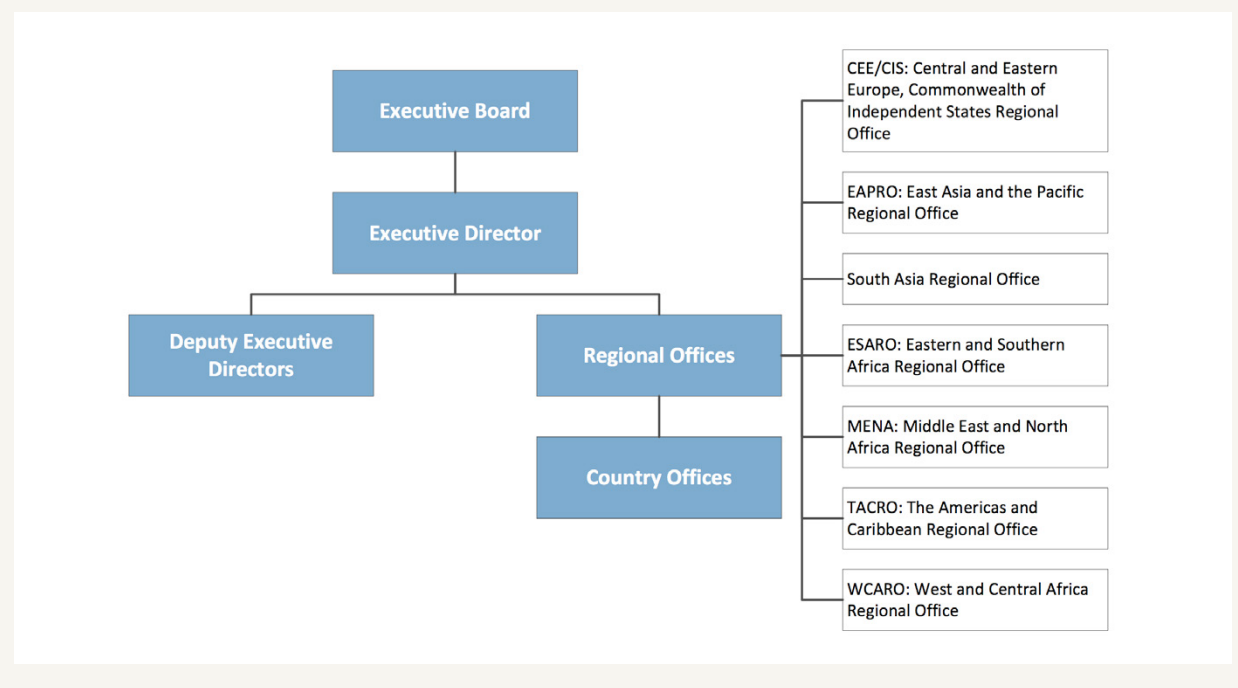 Executive Board
Executive Director
Deputy Executive
Directors
Regional Offices
Country Offices
CEE/CIS: Central and Eastern
Europe, Commonwealth of
Independent States Regional
Office
EAPRO: East Asia and the Pacific
Regional Office
South Asia Regional Office
ESARO: Eastern and Southern
Africa Regional Office
MENA: Middle East and North
Africa Regional Office
TACRO: The Americas and
Caribbean Regional Office
WCARO: West and Central Africa
Regional Office